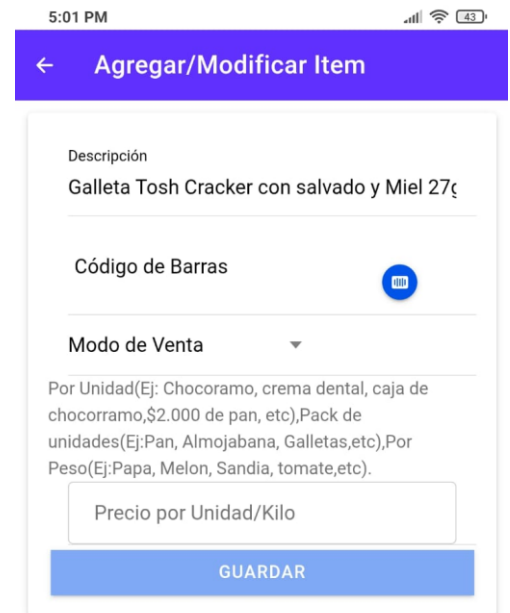 5:01 PM
43
Agregar/Modificar Item
Descripción
Galleta Tosh Cracker con salvado y Miel 27g
Código de Barras
Modo de Venta
Por Unidad(Ej: Chocoramo, crema dental, caja de
chocorramo,$2.000 de pan, etc),Pack de
unidades(Ej:Pan, Almojabana, Galletas,etc),Por
Peso(Ej:Papa, Melon, Sandia, tomate,etc).
Precio por Unidad/Kilo
GUARDAR